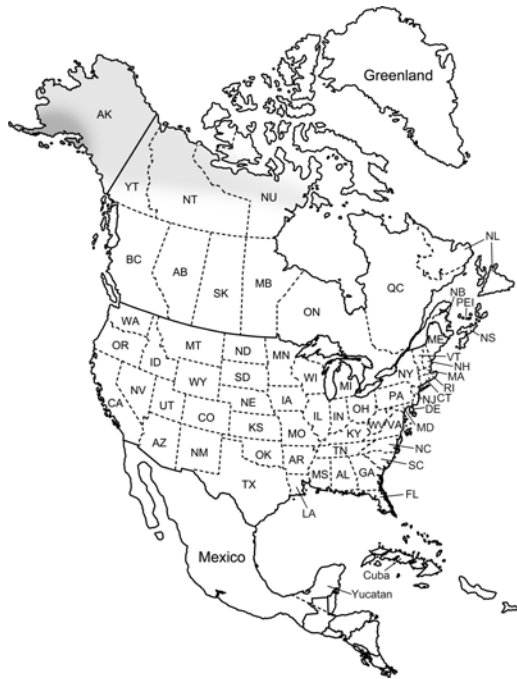 Greenland
AK
YT
NT
NU
NL
BC
AB
SK
MB
ON
QC
NB
PEI
NS
ME
WA
OR
ID
MT
ND
MN
WI
MI
NY
VT
NH
MA
RI
CT
NJ
DE
MD
PA
WY
SD
NE
IA
IL
IN
OH
WV
VA
KY
NV
UT
CO
KS
MO
CA
AZ
NM
OK
AR
TN
NC
SC
TX
LA
MS
AL
GA
FL
Mexico
Cuba
Yucatan